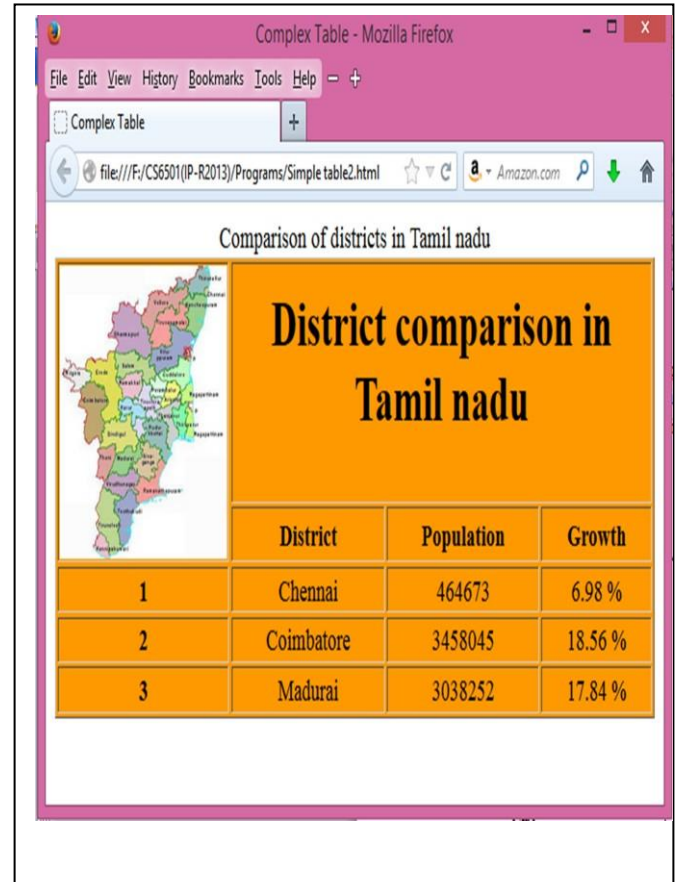 Complex Table - Mozilla Firefox
File Edit View History Bookmarks Tools Help
Complex Table
file:///F:/CS6501(IP-R2013)/Programs/Simple table2.html
Amazon.com
Comparison of districts in Tamil nadu
District comparison in
Tamil nadu
District Population Growth
1 Chennai 464673 6.98 %
2 Coimbatore 3458045 18.56 %
3 Madurai 3038252 17.84 %